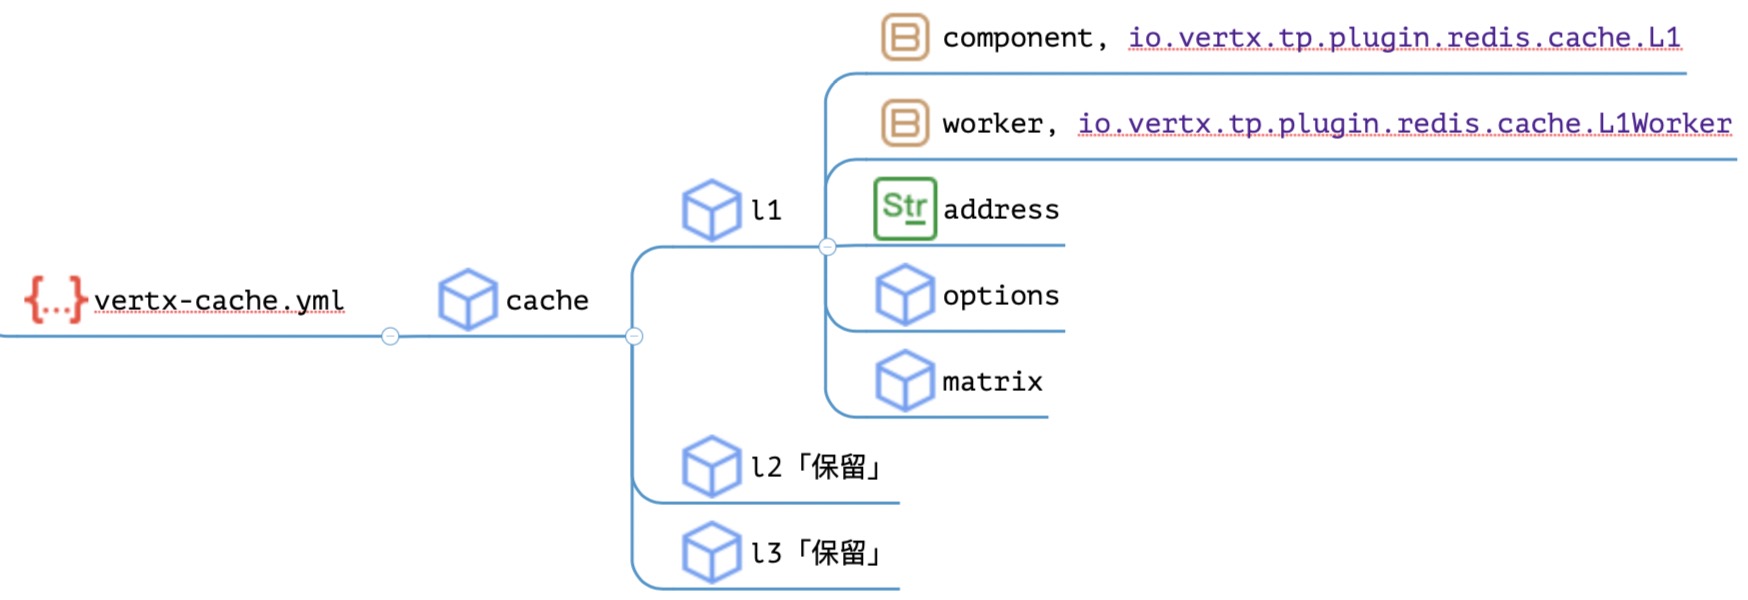 component, io.vertx.tp.plugin.redis.cache.L1
worker, io.vertx.tp.plugin.redis.cache.L1Worker
Str address
l1
options
{...} vertx-cache.yml
cache
matrix
l2「保留」
l3「保留」